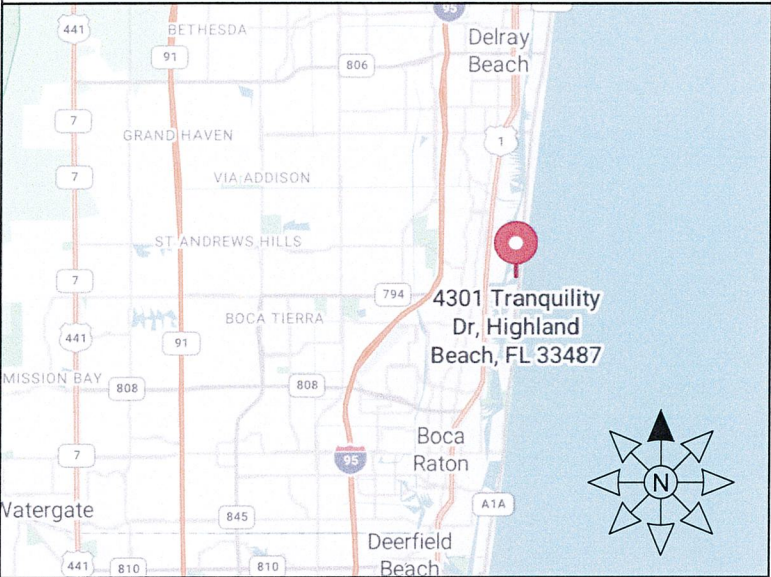 95
441
BETHESDA
Delray
Beach
91
806
7
GRAND HAVEN
1
7
VIA ADDISON
ST ANDREWS HILLS
7
794
4301 Tranquility
Dr, Highland
Beach, FL 33487
BOCA TIERRA
441
91
MISSION BAY
808
808
Boca
Raton
7
95
N
A1A
Watergate
845
Deerfield
Beach
441
810
810